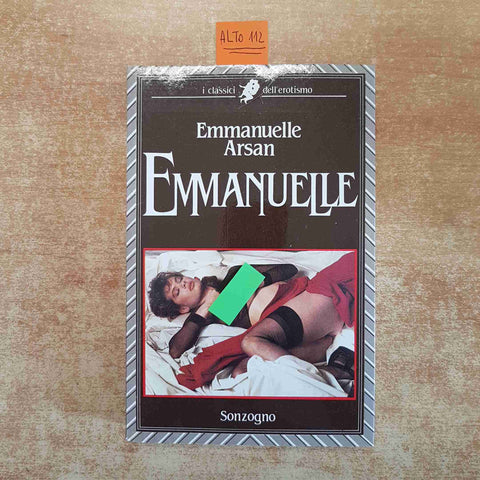 ALTO 112
i classici dell'erotismo
Emmanuelle
Arsan
EMMANUELLE
Sonzogno